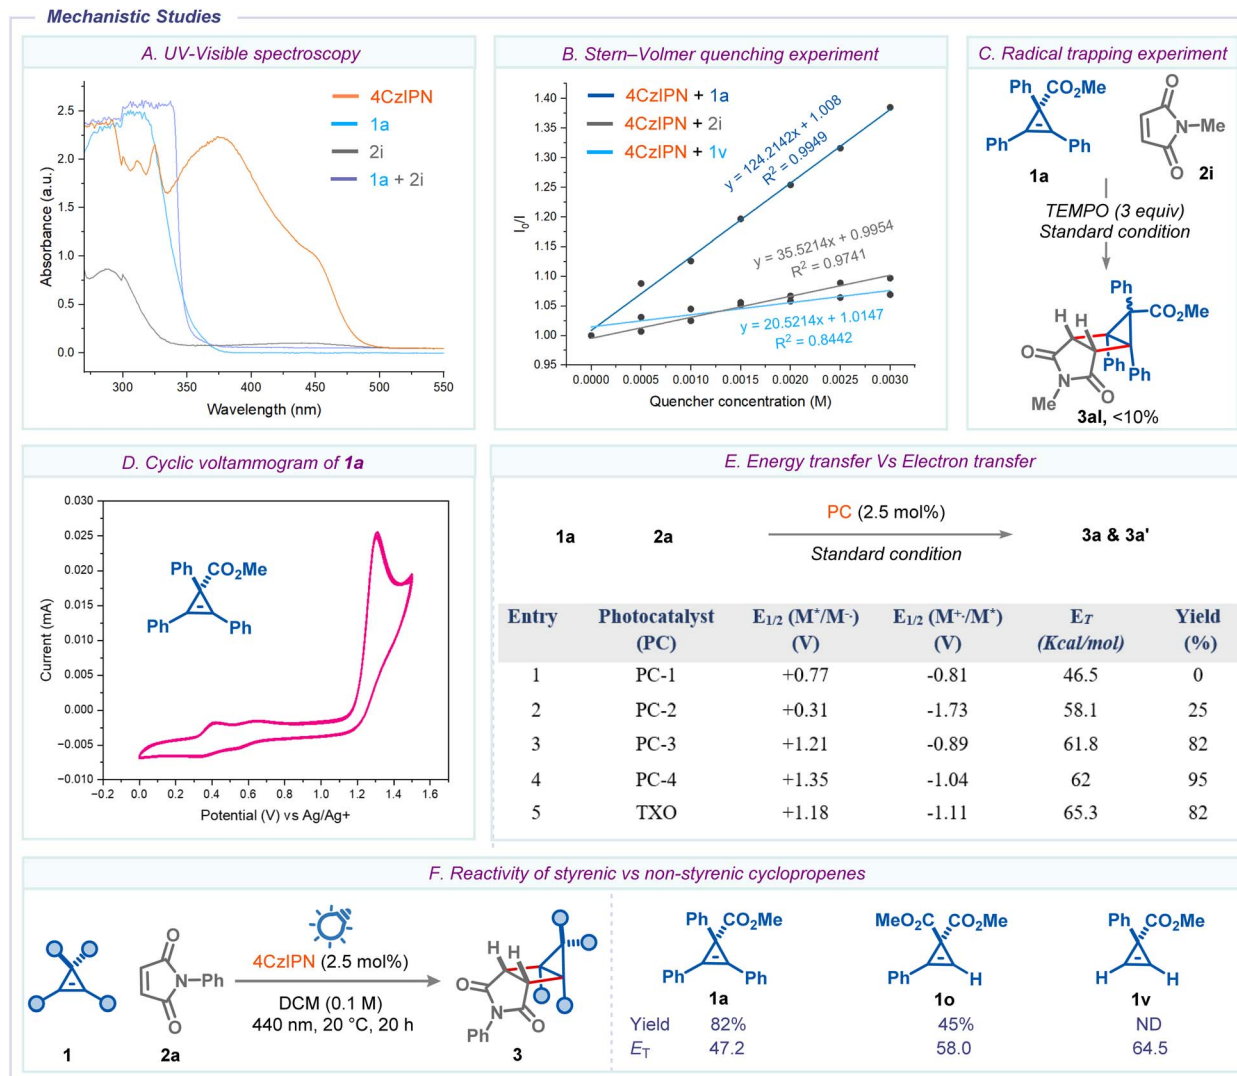 Mechanistic Studies
A. UV-Visible spectroscopy
Absorbance (a.u.)
2.5
2.0
1.5
1.0
0.5
0.0
300 350 400 450 500 550
Wavelength (nm)
4CzIPN
1a
2i
1a + 2i
B. Stern–Volmer quenching experiment
I0/I
1.40
1.35
1.30
1.25
1.20
1.15
1.10
1.05
1.00
0.95
0.0000 0.0005 0.0010 0.0015 0.0020 0.0025 0.0030
Quencher concentration (M)
4CzIPN + 1a
4CzIPN + 2i
4CzIPN + 1v
y = 124.2142x + 1.008
R2 = 0.9949
y = 35.5214x + 0.9954
R2 = 0.9741
y = 20.5214x + 1.0147
R2 = 0.8442
C. Radical trapping experiment
Ph CO2Me
Ph Ph
1a
O
N–Me
O
2i
TEMPO (3 equiv)
Standard condition
Ph
CO2Me
H H
O
Ph
Ph
N
O
Me
3al, <10%
D. Cyclic voltammogram of 1a
Current (mA)
0.030
0.025
0.020
0.015
0.010
0.005
0.000
−0.005
−0.010
−0.2 0.0 0.2 0.4 0.6 0.8 1.0 1.2 1.4 1.6
Potential (V) vs Ag/Ag+
Ph CO2Me
Ph Ph
E. Energy transfer Vs Electron transfer
1a 2a
PC (2.5 mol%)
Standard condition
3a & 3a'
Entry Photocatalyst E1/2 (M*/M-·) E1/2 (M+·/M*) ET Yield
(PC) (V) (V) (Kcal/mol) (%)
1 PC-1 +0.77 -0.81 46.5 0
2 PC-2 +0.31 -1.73 58.1 25
3 PC-3 +1.21 -0.89 61.8 82
4 PC-4 +1.35 -1.04 62 95
5 TXO +1.18 -1.11 65.3 82
F. Reactivity of styrenic vs non-styrenic cyclopropenes
1
O
N–Ph
O
2a
4CzIPN (2.5 mol%)
DCM (0.1 M)
440 nm, 20 °C, 20 h
H H
O
N
O
Ph
3
Ph CO2Me
Ph Ph
1a
MeO2C CO2Me
Ph H
1o
Ph CO2Me
H H
1v
Yield 82% 45% ND
ET 47.2 58.0 64.5